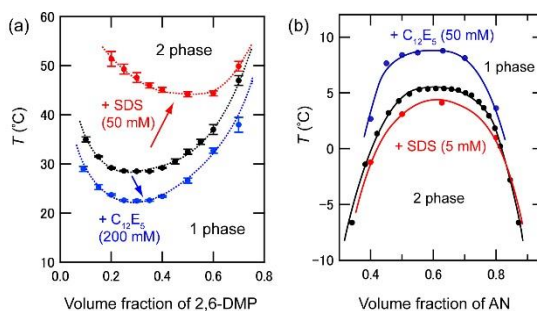 (a)
60
50
40
30
20
10
T (°C)
0.0
0.2
0.4
0.6
0.8
Volume fraction of 2,6-DMP
2 phase
+ SDS
(50 mM)
+ C₁₂E₅
(200 mM)
1 phase
(b)
10
5
0
−5
−10
T (°C)
0.4
0.6
0.8
Volume fraction of AN
+ C₁₂E₅ (50 mM)
1 phase
+ SDS (5 mM)
2 phase